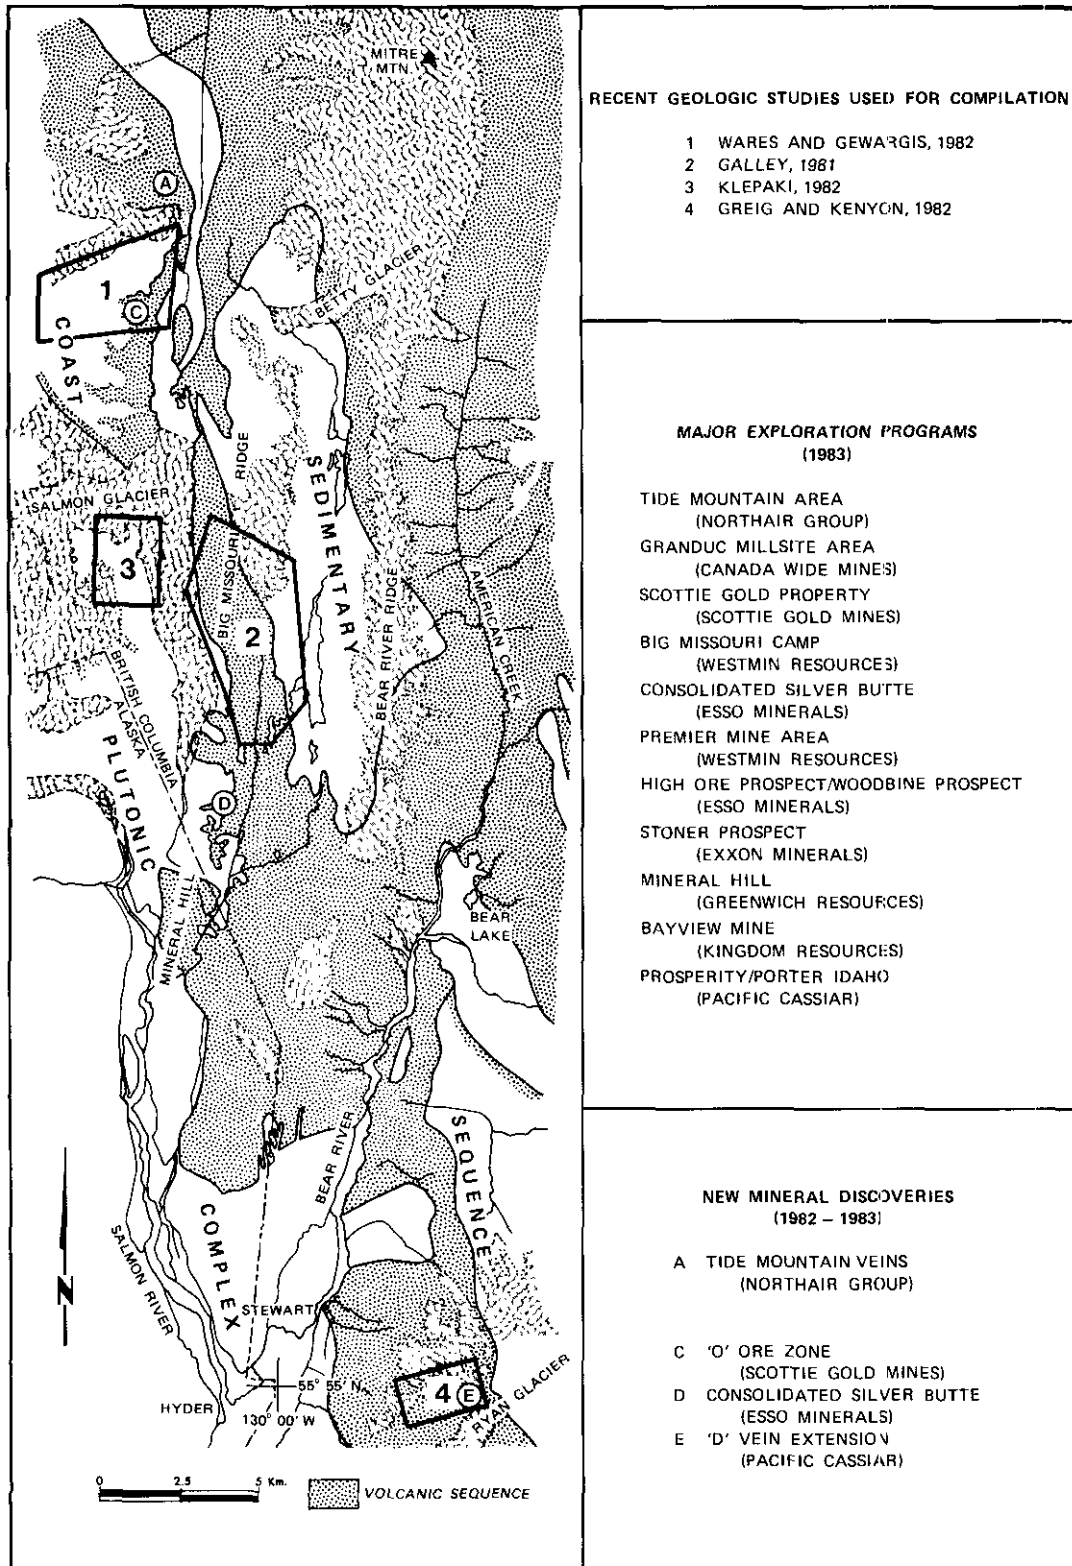 MITRE
MTN.
A
1
C
COAST
BETTY GLACIER
RIDGE
SEDIMENTARY
SALMON GLACIER
3
BIG MISSOURI
2
BEAR RIVER RIDGE
AMERICAN CREEK
BRITISH COLUMBIA
ALASKA
PLUTONIC
D
MINERAL HILL
BEAR
LAKE
BEAR RIVER
SEQUENCE
COMPLEX
SALMON RIVER
N
STEWART
4
E
RYAN GLACIER
55° 55' N
HYDER
130° 00' W
0 2.5 5 Km.
VOLCANIC SEQUENCE
RECENT GEOLOGIC STUDIES USED FOR COMPILATION
1 WARES AND GEWARGIS, 1982
2 GALLEY, 1981
3 KLEPAKI, 1982
4 GREIG AND KENYON, 1982
MAJOR EXPLORATION PROGRAMS
(1983)
TIDE MOUNTAIN AREA
(NORTHAIR GROUP)
GRANDUC MILLSITE AREA
(CANADA WIDE MINES)
SCOTTIE GOLD PROPERTY
(SCOTTIE GOLD MINES)
BIG MISSOURI CAMP
(WESTMIN RESOURCES)
CONSOLIDATED SILVER BUTTE
(ESSO MINERALS)
PREMIER MINE AREA
(WESTMIN RESOURCES)
HIGH ORE PROSPECT/WOODBINE PROSPECT
(ESSO MINERALS)
STONER PROSPECT
(EXXON MINERALS)
MINERAL HILL
(GREENWICH RESOURCES)
BAYVIEW MINE
(KINGDOM RESOURCES)
PROSPERITY/PORTER IDAHO
(PACIFIC CASSIAR)
NEW MINERAL DISCOVERIES
(1982 – 1983)
A TIDE MOUNTAIN VEINS
(NORTHAIR GROUP)
C 'O' ORE ZONE
(SCOTTIE GOLD MINES)
D CONSOLIDATED SILVER BUTTE
(ESSO MINERALS)
E 'D' VEIN EXTENSION
(PACIFIC CASSIAR)